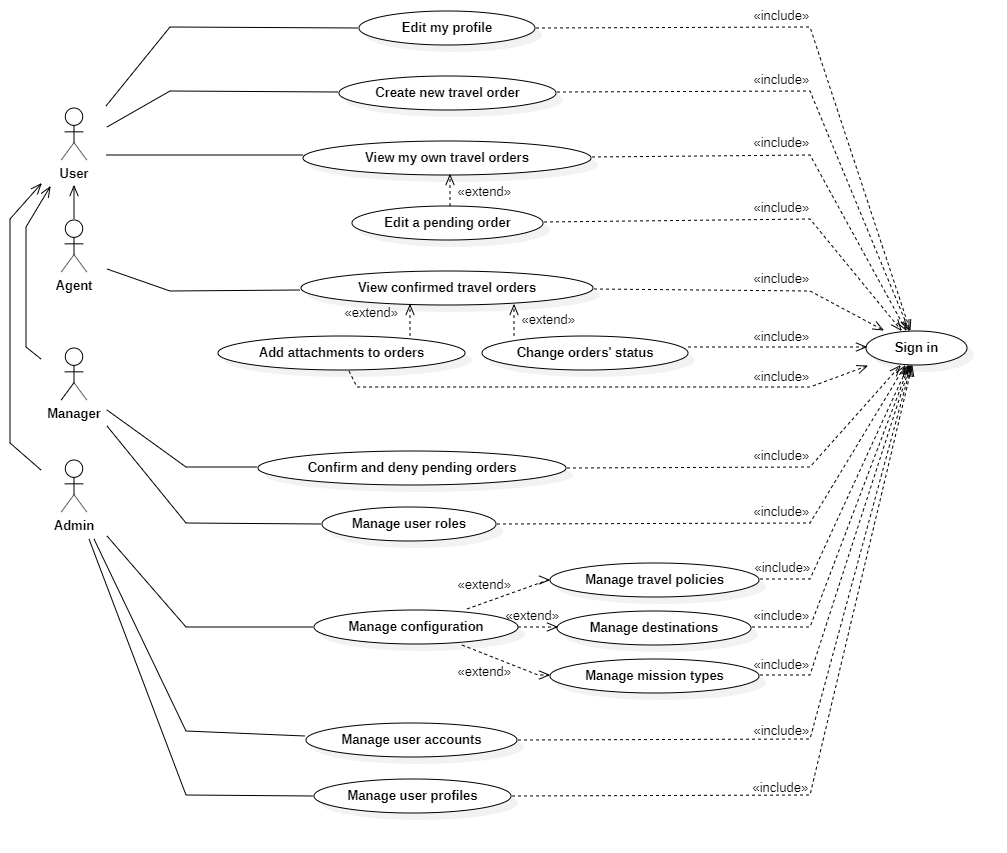 «include»
Edit my profile
«include»
Create new travel order
«include»
View my own travel orders
User
«extend»
«include»
Edit a pending order
«include»
Agent
View confirmed travel orders
«extend»
«extend»
«include»
Sign in
Add attachments to orders
Change orders' status
«include»
Manager
«include»
Confirm and deny pending orders
«include»
Manage user roles
Admin
«include»
Manage travel policies
«extend»
«extend»
«include»
Manage configuration
Manage destinations
«include»
«extend»
Manage mission types
«include»
Manage user accounts
«include»
Manage user profiles